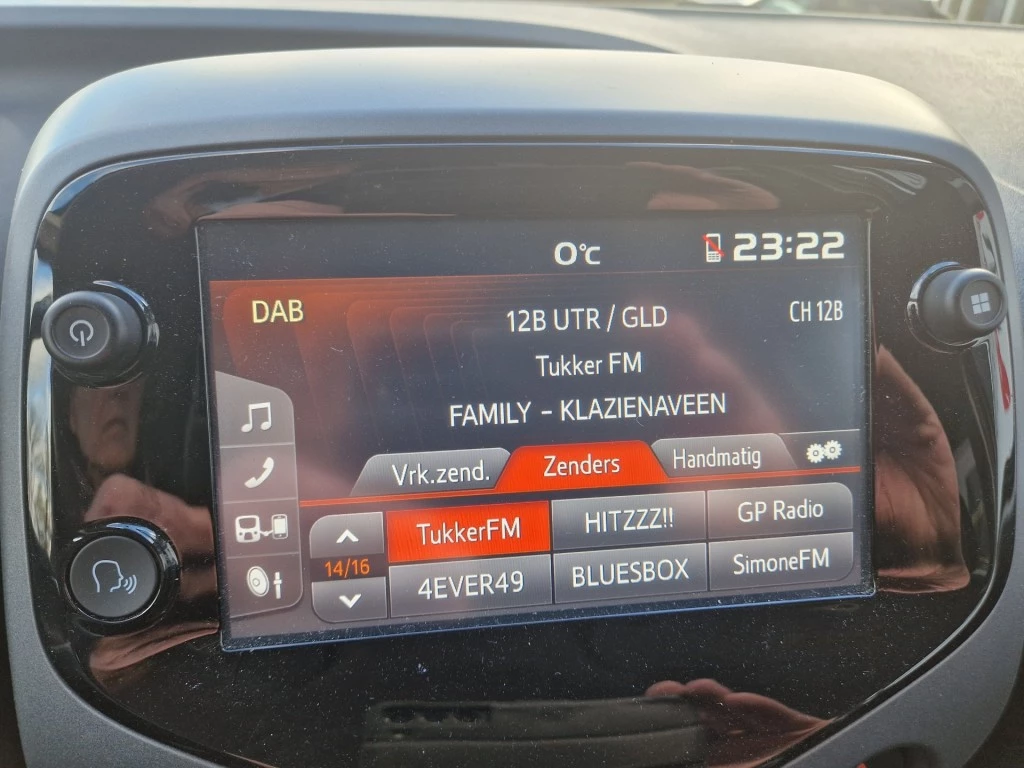 0°C 23:22
DAB 12B UTR / GLD CH 12B
Tukker FM
FAMILY - KLAZIENAVEEN
Vrk.zend. Zenders Handmatig
TukkerFM HITZZZ!! GP Radio
14/16
4EVER49 BLUESBOX SimoneFM